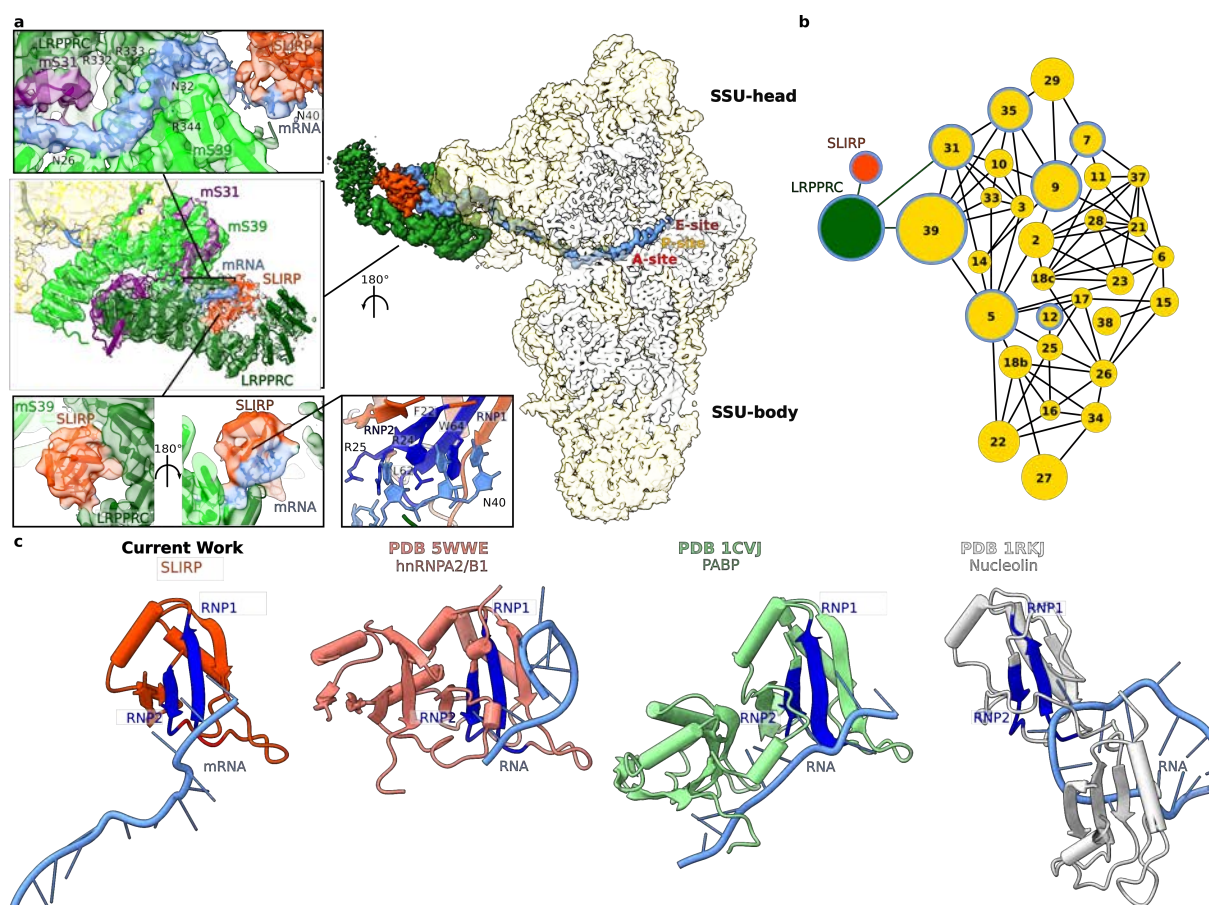 a
LRPPRC
R333
SLIRP
mS31
R332
N32
N40
mRNA
R344
mS39
N26
mS31
mS39
mRNA
SLIRP
LRPPRC
180°
mS39
SLIRP
LRPPRC
180°
SLIRP
mRNA
F22
RNP1
RNP2
W64
R24
R25
L62
N40
SSU-head
E-site
P-site
A-site
SSU-body
b
29
35
7
SLIRP
31
10
11
37
LRPPRC
9
33
3
28
39
2
21
14
6
18c
23
17
15
5
12
38
25
18b
26
16
34
22
27
c
Current Work
SLIRP
RNP1
RNP2
mRNA
PDB 5WWE
hnRNPA2/B1
RNP1
RNP2
RNA
PDB 1CVJ
PABP
RNP1
RNP2
RNA
PDB 1RKJ
Nucleolin
RNP1
RNP2
RNA